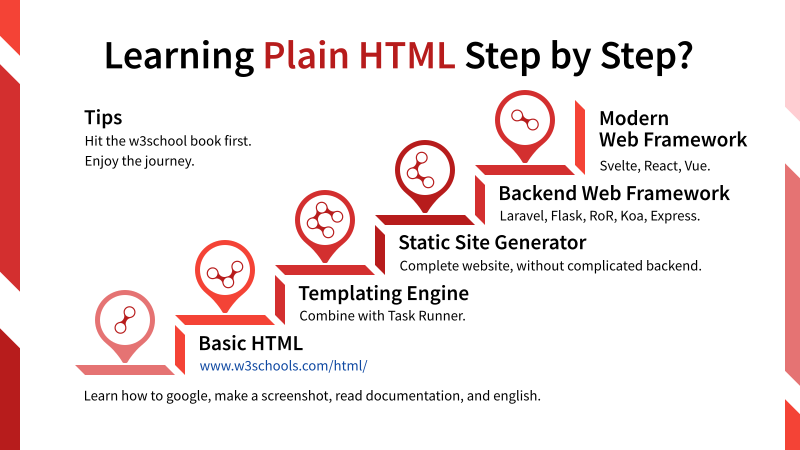 Learning Plain HTML Step by Step?
Tips
Hit the w3school book first.
Enjoy the journey.
Modern
Web Framework
Svelte, React, Vue.
Backend Web Framework
Laravel, Flask, RoR, Koa, Express.
Static Site Generator
Complete website, without complicated backend.
Templating Engine
Combine with Task Runner.
Basic HTML
www.w3schools.com/html/
Learn how to google, make a screenshot, read documentation, and english.